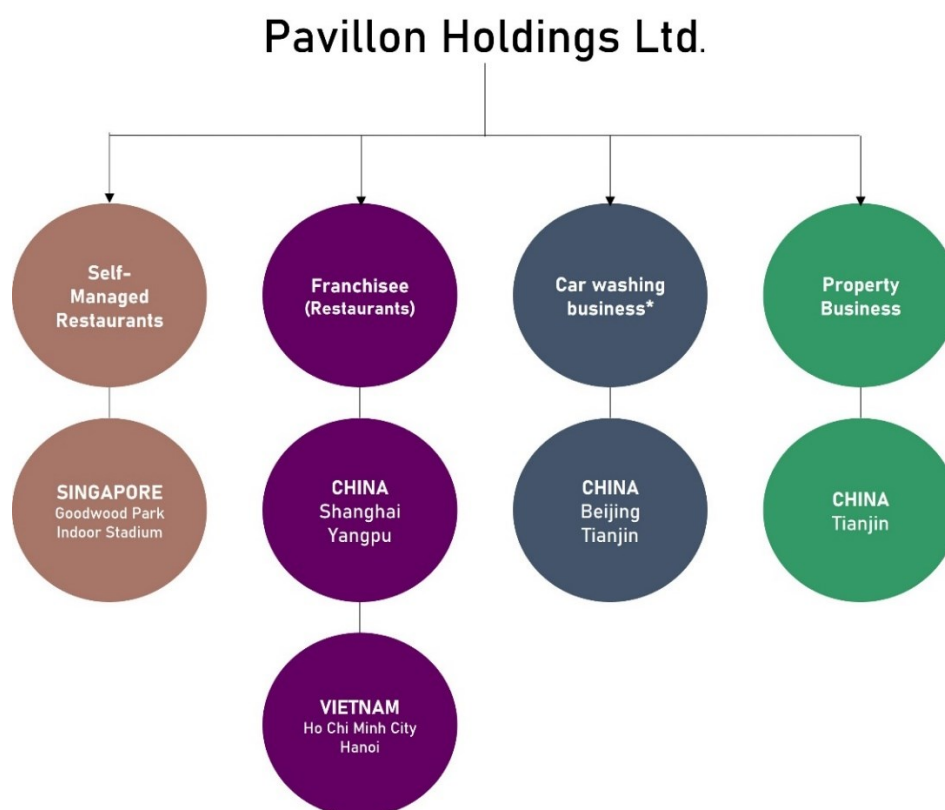 Pavillon Holdings Ltd.
Self-
Managed
Restaurants
Franchisee
(Restaurants)
Car washing
business*
Property
Business
SINGAPORE
Goodwood Park
Indoor Stadium
CHINA
Shanghai
Yangpu
CHINA
Beijing
Tianjin
CHINA
Tianjin
VIETNAM
Ho Chi Minh City
Hanoi